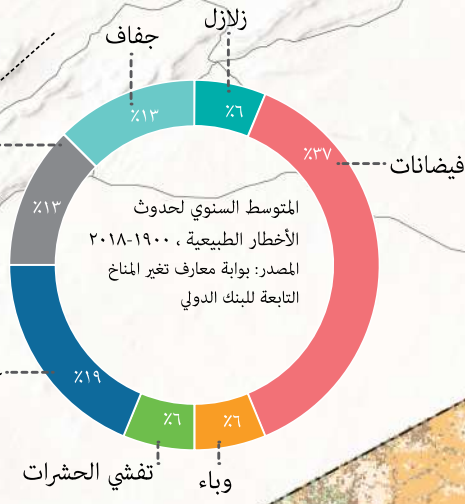 زلازل
جفاف
٪٦
٪١٣
٪٣٧
فيضانات
٪١٣
المتوسط السنوي لحدوث
الأخطار الطبيعية ، ١٩٠٠-٢٠١٨
المصدر: بوابة معارف تغير المناخ
التابعة للبنك الدولي
٪١٩
٪٦
٪٦
وباء
تفشي الحشرات